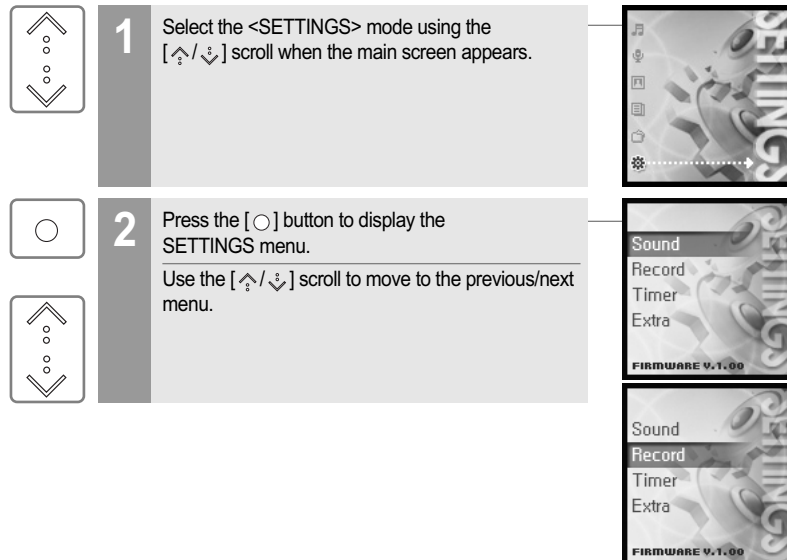 1
Select the <SETTINGS> mode using the
[ / ] scroll when the main screen appears.
SETTINGS
2
Press the [ ] button to display the
SETTINGS menu.
Use the [ / ] scroll to move to the previous/next
menu.
Sound
Record
Timer
Extra
FIRMWARE V.1.00
SETTINGS
Sound
Record
Timer
Extra
FIRMWARE V.1.00
SETTINGS